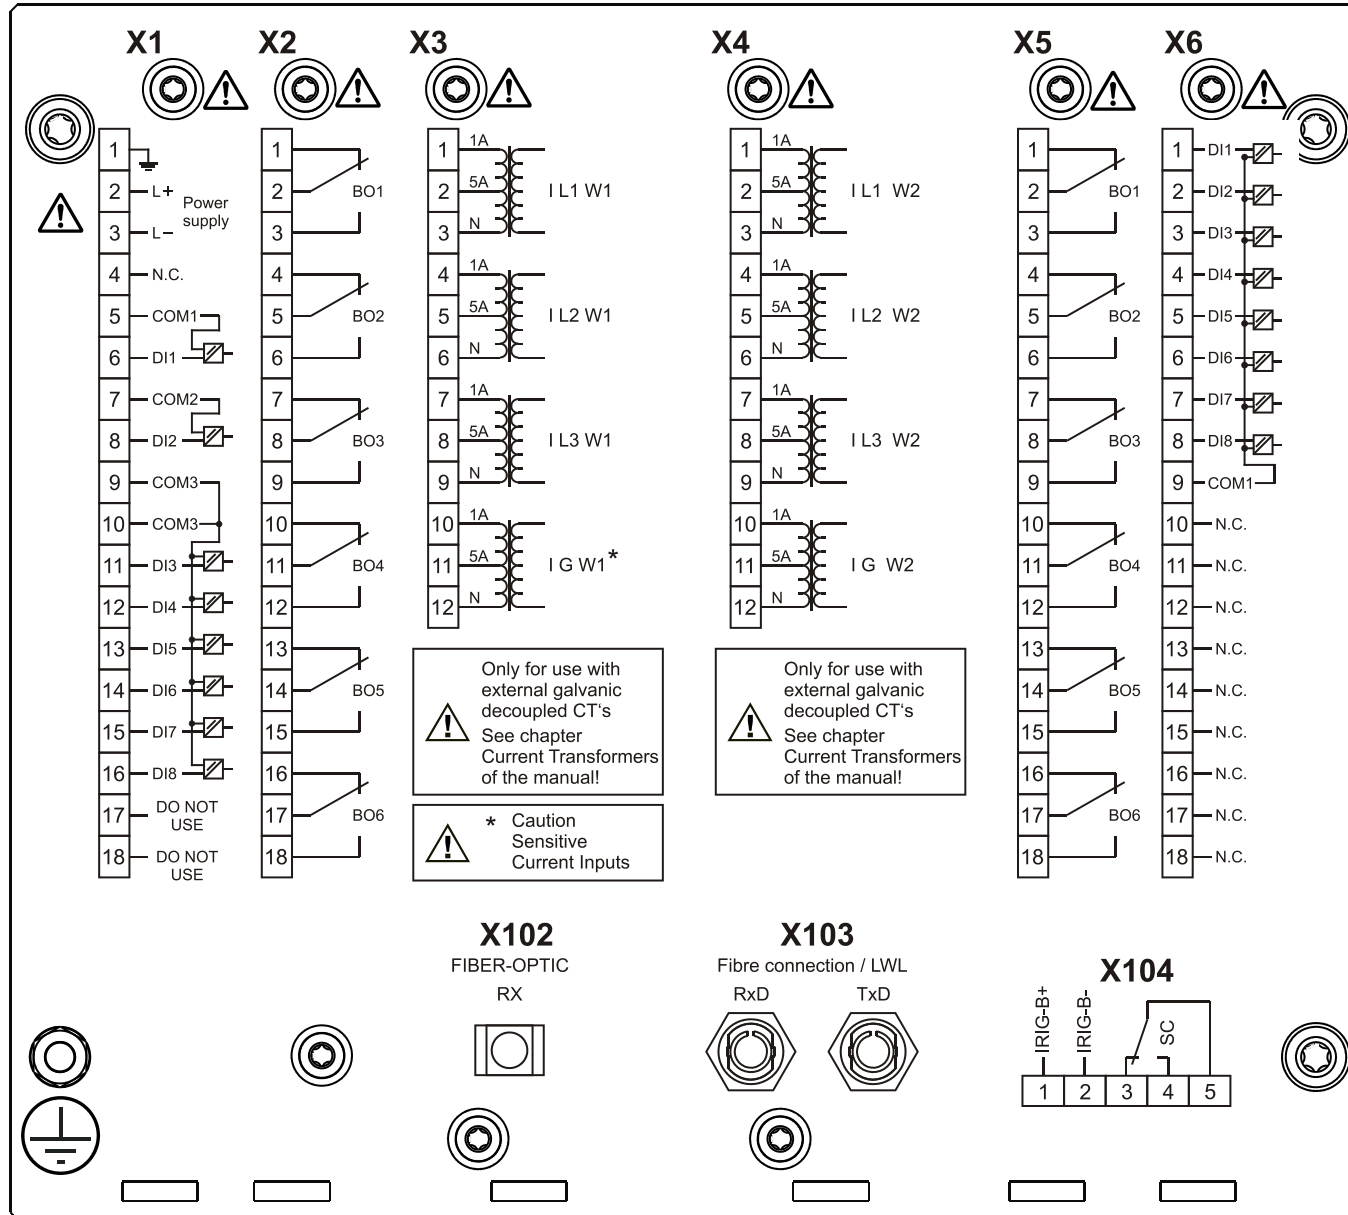 X1 X2 X3 X4 X5 X6
1
2 L+
3 L−
Power
supply
4 N.C.
5 COM1
6 DI1
7 COM2
8 DI2
9 COM3
10 COM3
11 DI3
12 DI4
13 DI5
14 DI6
15 DI7
16 DI8
17 DO NOT
USE
18 DO NOT
USE
1
2 BO1
3
4
5 BO2
6
7
8 BO3
9
10
11 BO4
12
13
14 BO5
15
16
17 BO6
18
1 1A
2 5A I L1 W1
3 N
4 1A
5 5A I L2 W1
6 N
7 1A
8 5A I L3 W1
9 N
10 1A
11 5A I G W1*
12 N
Only for use with
external galvanic
decoupled CT‘s
See chapter
Current Transformers
of the manual!
* Caution
Sensitive
Current Inputs
1 1A
2 5A I L1 W2
3 N
4 1A
5 5A I L2 W2
6 N
7 1A
8 5A I L3 W2
9 N
10 1A
11 5A I G W2
12 N
Only for use with
external galvanic
decoupled CT‘s
See chapter
Current Transformers
of the manual!
1
2 BO1
3
4
5 BO2
6
7
8 BO3
9
10
11 BO4
12
13
14 BO5
15
16
17 BO6
18
1 DI1
2 DI2
3 DI3
4 DI4
5 DI5
6 DI6
7 DI7
8 DI8
9 COM1
10 N.C.
11 N.C.
12 N.C.
13 N.C.
14 N.C.
15 N.C.
16 N.C.
17 N.C.
18 N.C.
X102
FIBER-OPTIC
RX
X103
Fibre connection / LWL
RxD TxD
X104
IRIG-B+
IRIG-B-
SC
1 2 3 4 5